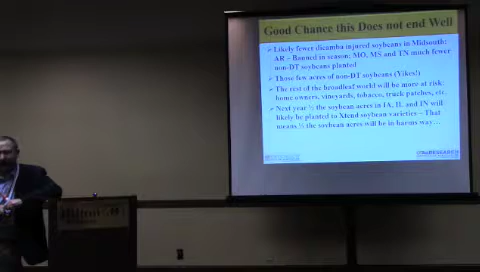 Good Chance this Does not end Well
Likely fewer dicamba injured soybeans in Midsouth:
AR – Banned in season; MO, MS and TN much fewer
non-DT soybeans planted
Those few acres of non-DT soybeans (Yikes!)
The rest of the broadleaf world will be more at risk:
home owners, vineyards, tobacco, truck patches, etc.
Next year ½ the soybean acres in IA, IL and IN will
likely be planted to Xtend soybean varieties – That
means ½ the soybean acres will be in harms way…
Hilton